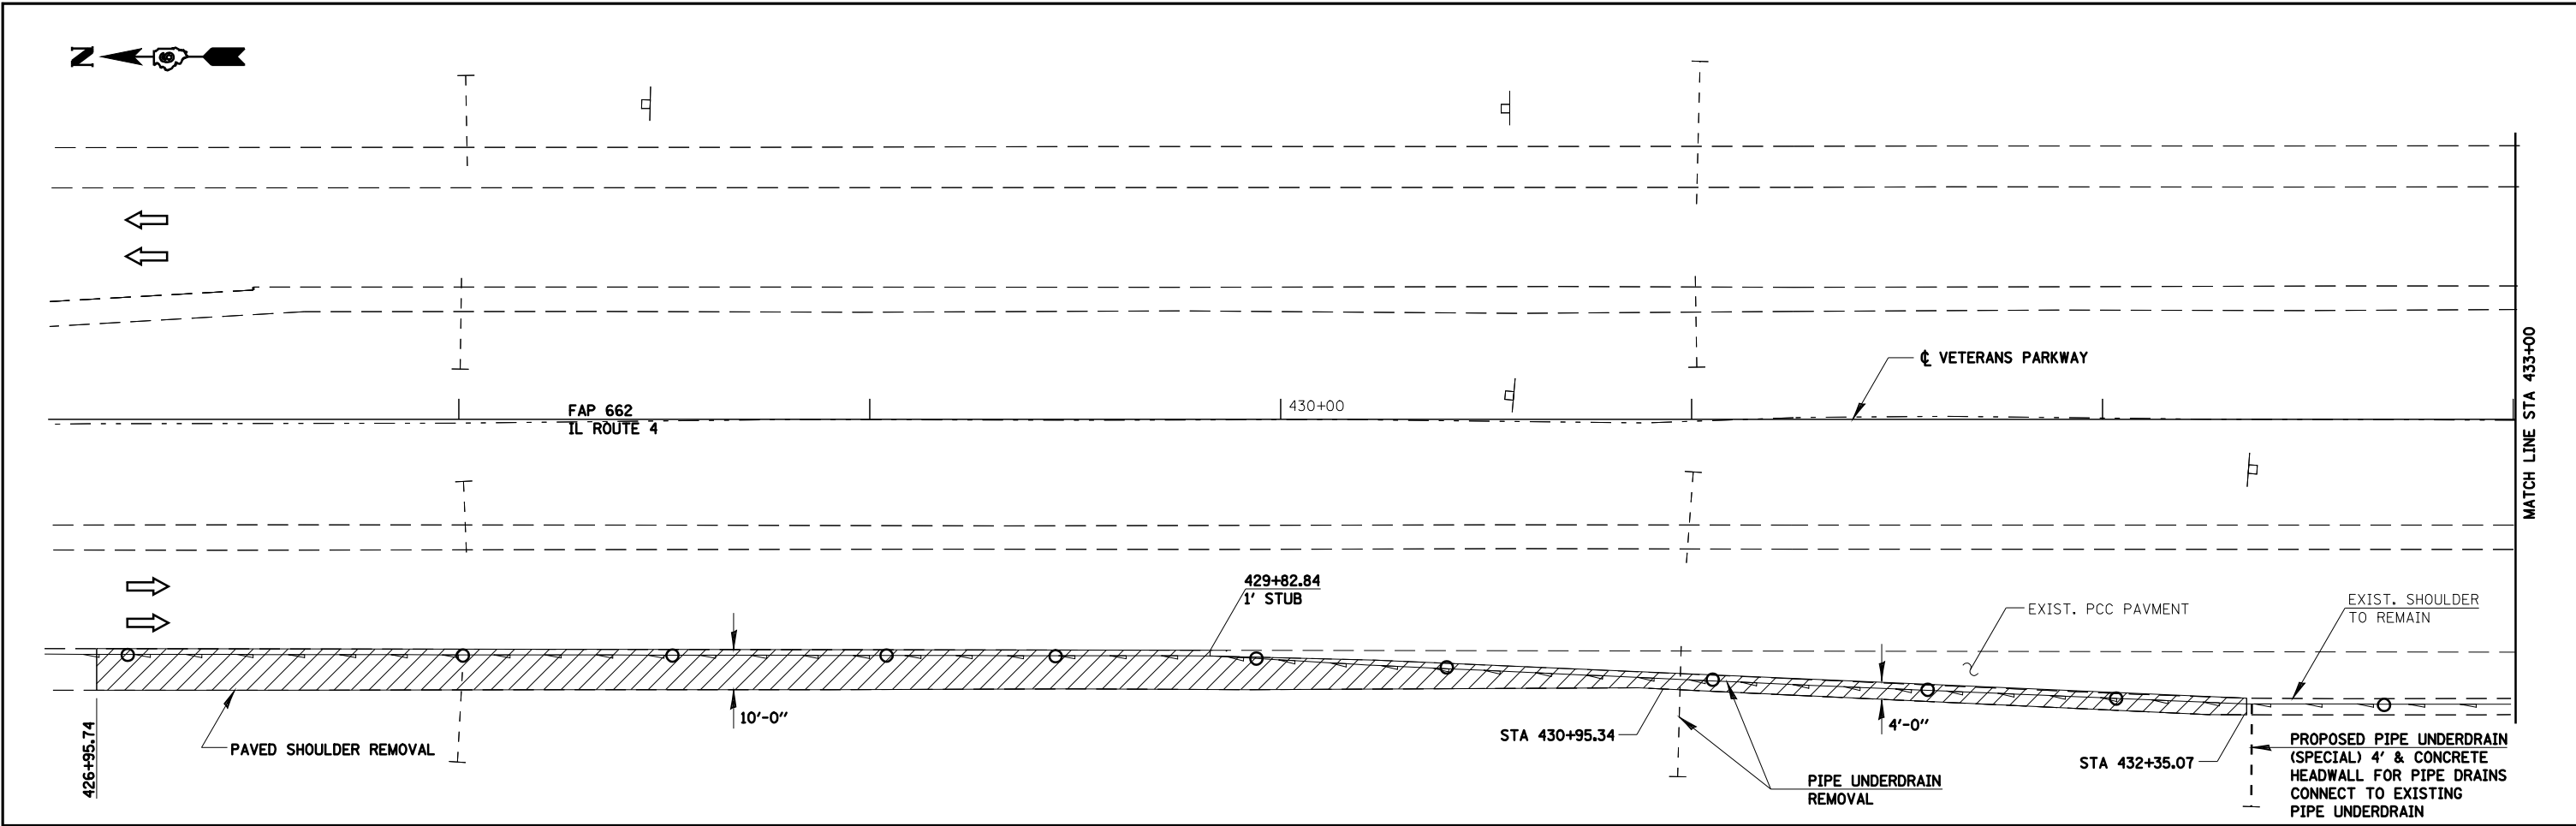 N
FAP 662
IL ROUTE 4
430+00
℄ VETERANS PARKWAY
MATCH LINE STA 433+00
429+82.84
1' STUB
EXIST. PCC PAVMENT
EXIST. SHOULDER
TO REMAIN
426+95.74
PAVED SHOULDER REMOVAL
10'-0"
STA 430+95.34
4'-0"
PIPE UNDERDRAIN
REMOVAL
STA 432+35.07
PROPOSED PIPE UNDERDRAIN
(SPECIAL) 4' & CONCRETE
HEADWALL FOR PIPE DRAINS
CONNECT TO EXISTING
PIPE UNDERDRAIN